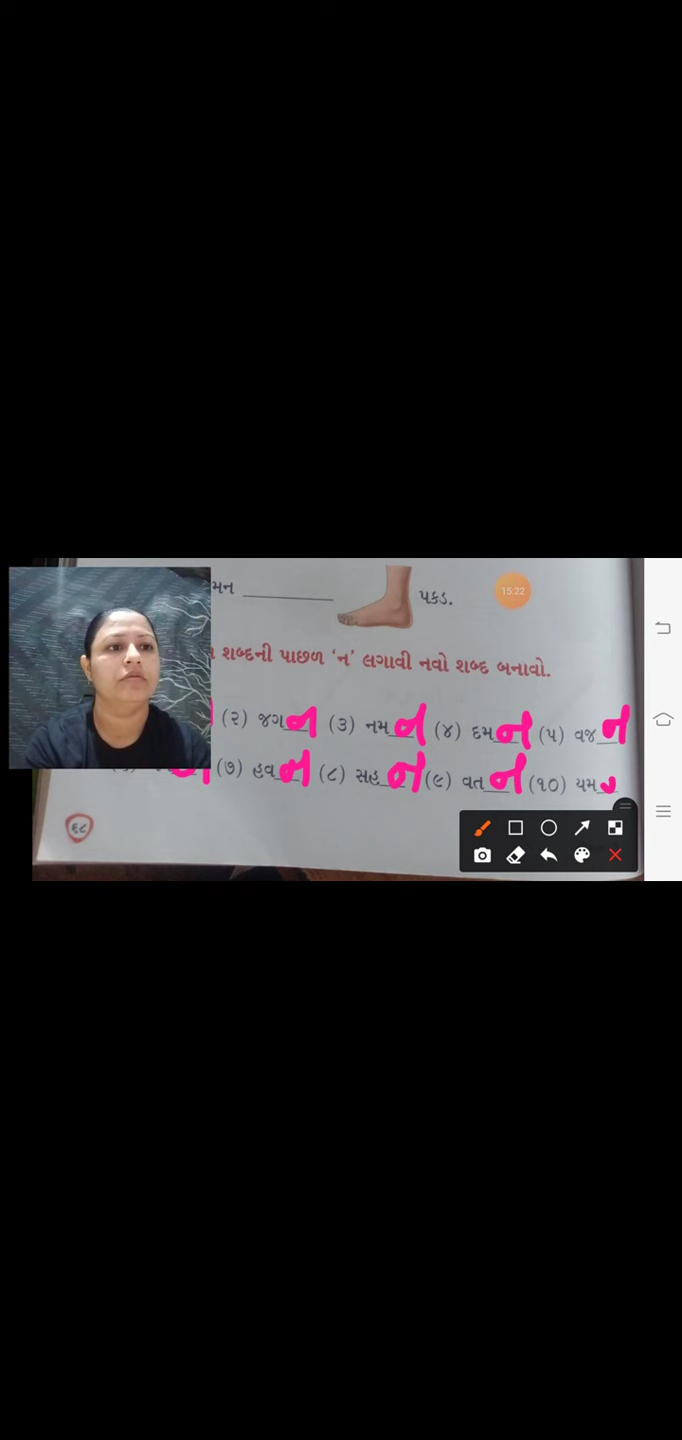 મન ________ પકડ.
15:22
શબ્દની પાછળ 'ન' લગાવી નવો શબ્દ બનાવો.
(૨) જગન (૩) નમન (૪) દમન (૫) વજન
(૭) હવન (૮) સહન (૯) વતન (૧૦) યમ
૬૮